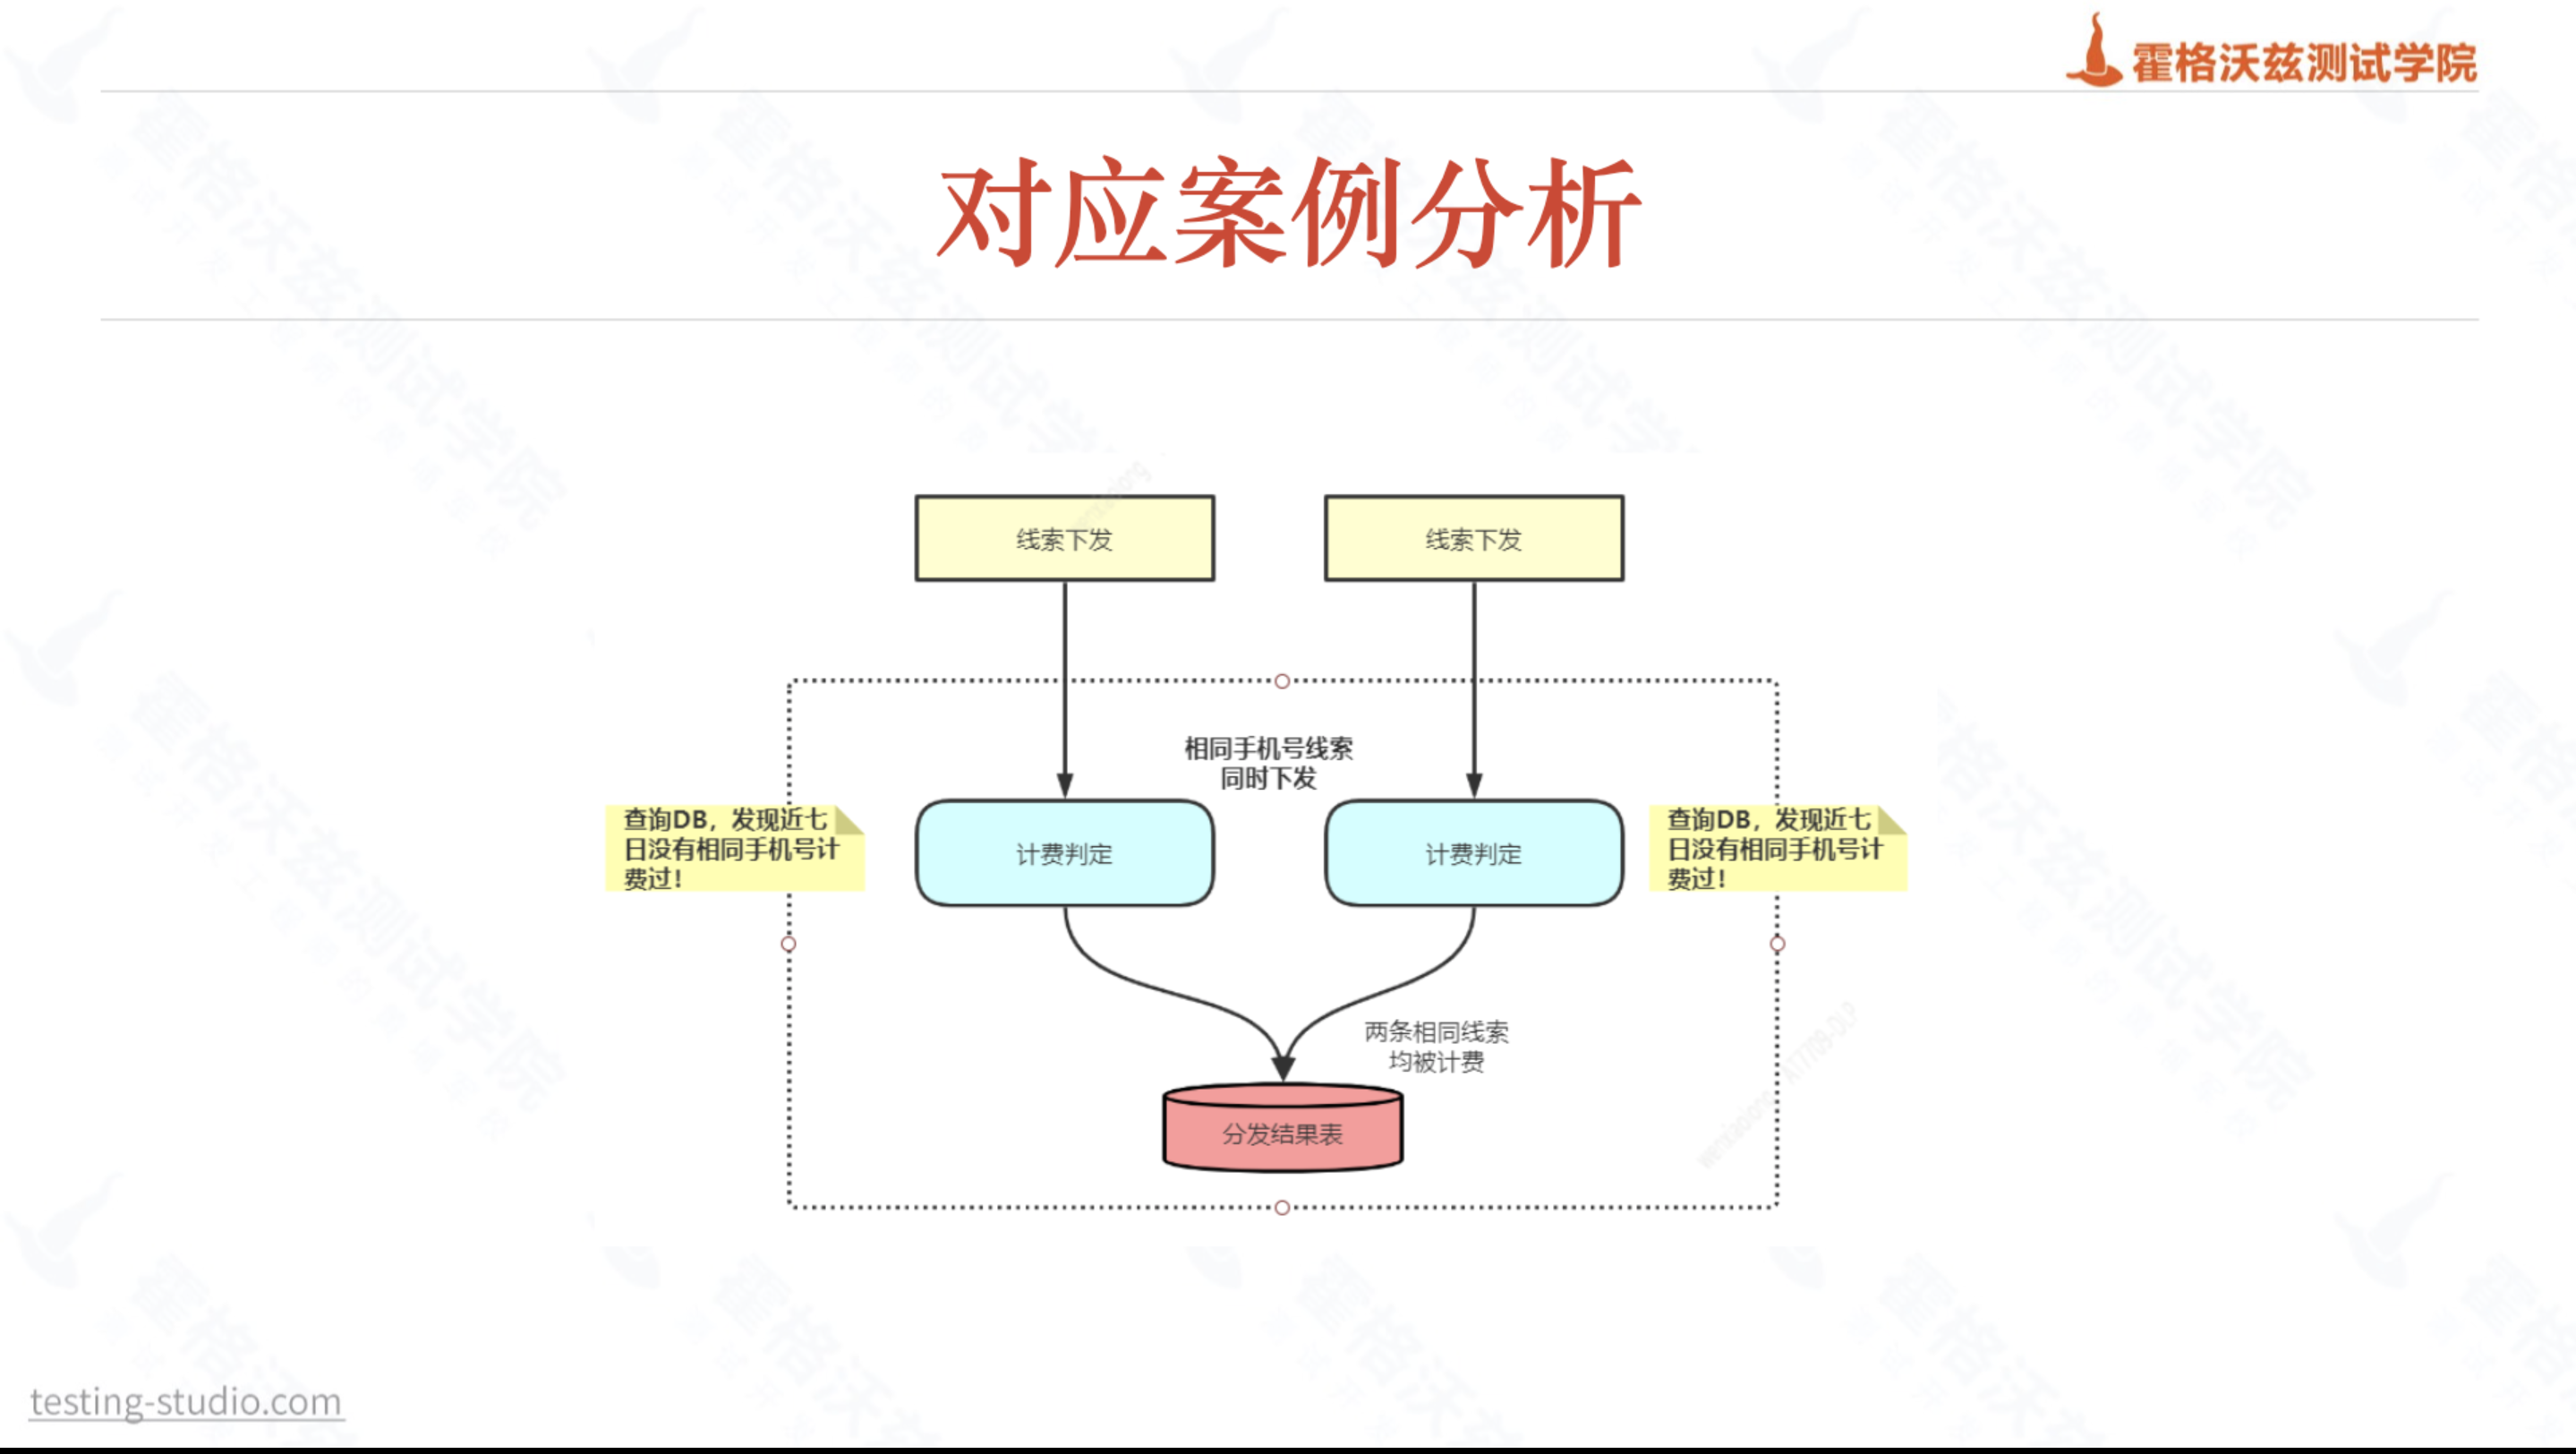 霍格沃兹测试学院
对应案例分析
线索下发
线索下发
相同手机号线索
同时下发
查询DB，发现近七
日没有相同手机号计
费过！
计费判定
计费判定
查询DB，发现近七
日没有相同手机号计
费过！
两条相同线索
均被计费
分发结果表
testing-studio.com